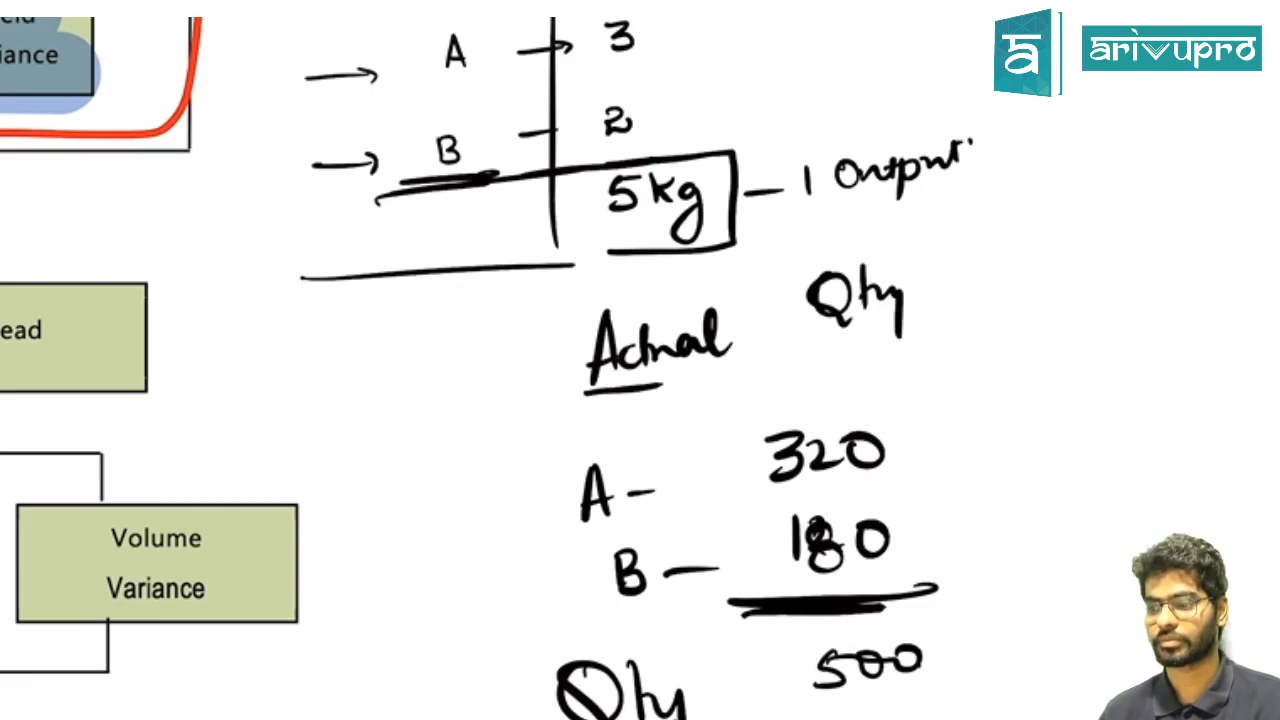 iance
A 3
B 2
5kg - 1 Output
Actual Qty
ead
A - 320
B - 180
500
Qty
Volume
Variance
arivupro